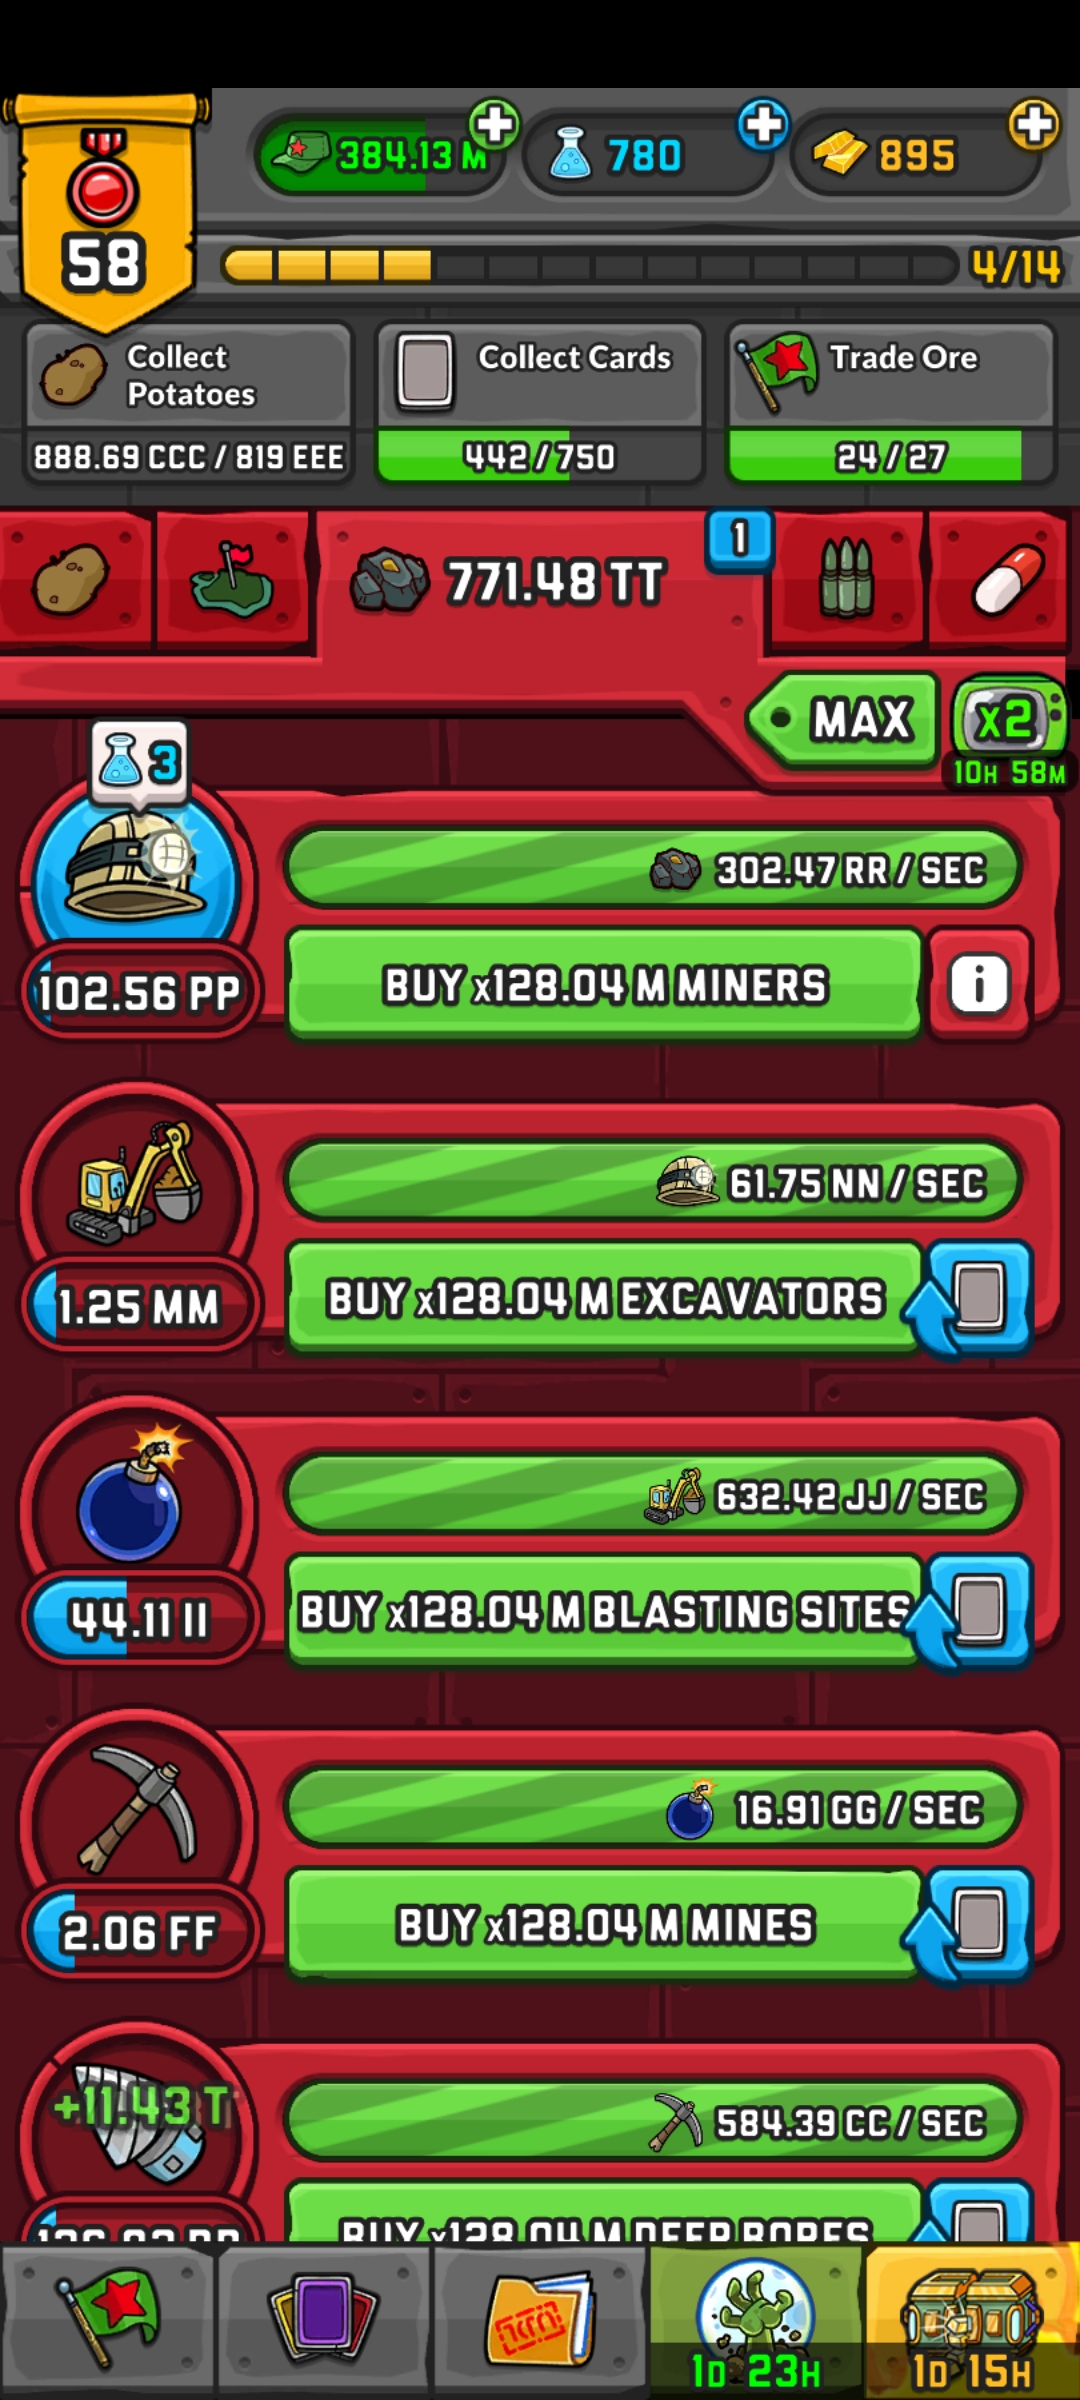 384.13 M
780
895
58
4/14
Collect
Potatoes
888.69 CCC / 819 EEE
Collect Cards
442/750
Trade Ore
24/27
771.48 TT
1
MAX
x2
10H 58M
3
302.47 RR / SEC
102.56 PP
BUY x128.04 M MINERS
i
61.75 NN / SEC
1.25 MM
BUY x128.04 M EXCAVATORS
632.42 JJ / SEC
44.11 II
BUY x128.04 M BLASTING SITES
16.91 GG / SEC
2.06 FF
BUY x128.04 M MINES
+11.43 T
584.39 CC / SEC
BUY x128.04 M DEEP BORES
1D 23H
1D 15H